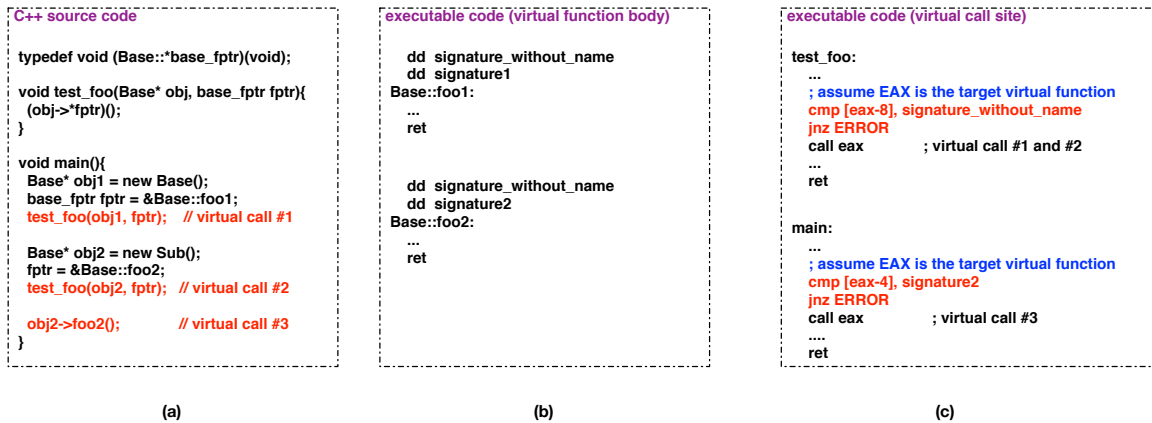 C++ source code
typedef void (Base::*base_fptr)(void);
void test_foo(Base* obj, base_fptr fptr){
(obj->*fptr)();
}
void main(){
Base* obj1 = new Base();
base_fptr fptr = &Base::foo1;
test_foo(obj1, fptr); // virtual call #1
Base* obj2 = new Sub();
fptr = &Base::foo2;
test_foo(obj2, fptr); // virtual call #2
obj2->foo2(); // virtual call #3
}
(a)
executable code (virtual function body)
dd signature_without_name
dd signature1
Base::foo1:
...
ret
dd signature_without_name
dd signature2
Base::foo2:
...
ret
(b)
executable code (virtual call site)
test_foo:
...
; assume EAX is the target virtual function
cmp [eax-8], signature_without_name
jnz ERROR
call eax ; virtual call #1 and #2
...
ret
main:
...
; assume EAX is the target virtual function
cmp [eax-4], signature2
jnz ERROR
call eax ; virtual call #3
....
ret
(c)